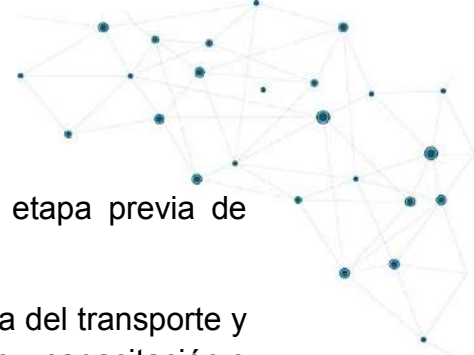 etapa previa de
a del transporte y
capacitación